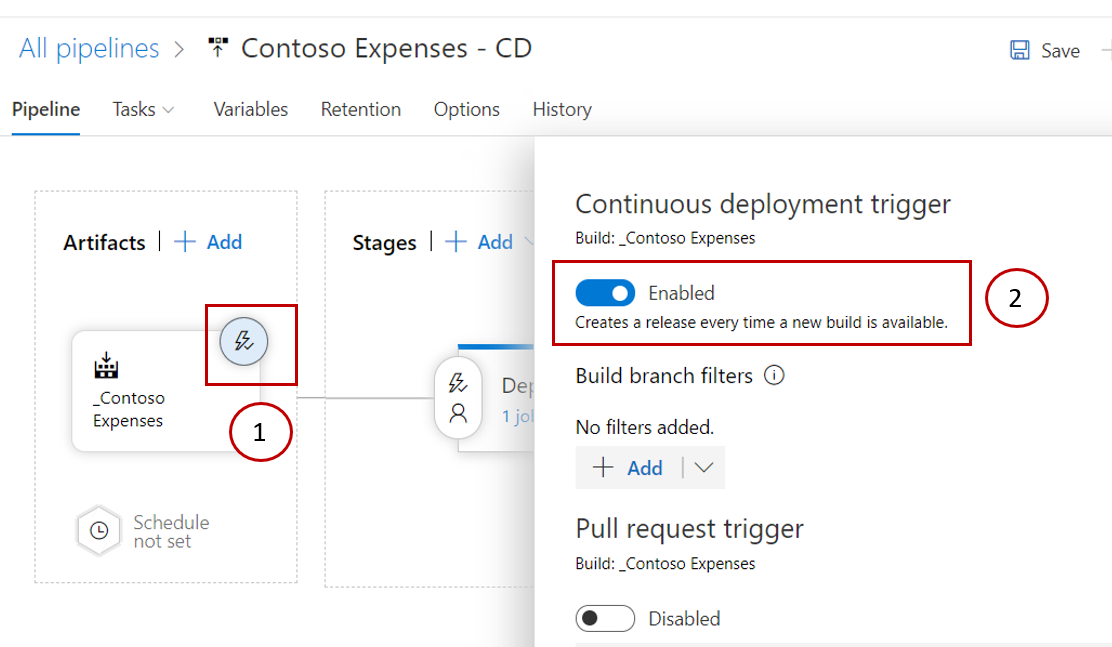 All pipelines > Contoso Expenses - CD
Save
Pipeline Tasks Variables Retention Options History
Artifacts | + Add
Stages | + Add
_Contoso
Expenses
1
Schedule
not set
1
Continuous deployment trigger
Build: _Contoso Expenses
Enabled
Creates a release every time a new build is available.
2
Build branch filters
No filters added.
+ Add
Pull request trigger
Build: _Contoso Expenses
Disabled